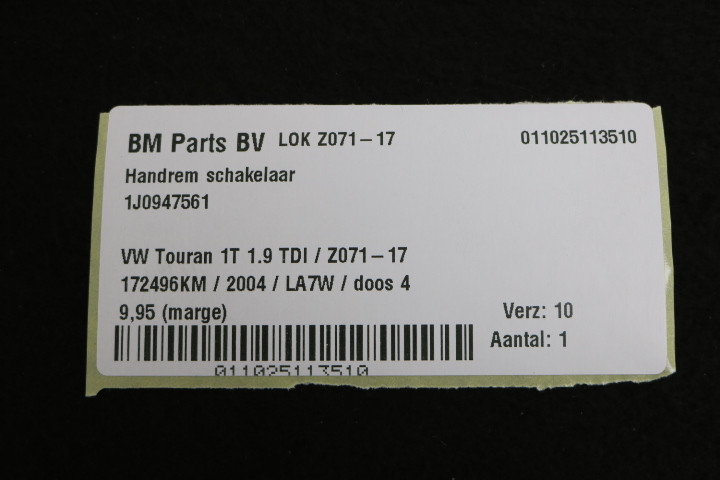 BM Parts BV LOK Z071-17 011025113510
Handrem schakelaar
1J0947561
VW Touran 1T 1.9 TDI / Z071-17
172496KM / 2004 / LA7W / doos 4
9,95 (marge) Verz: 10
Aantal: 1
011025113510